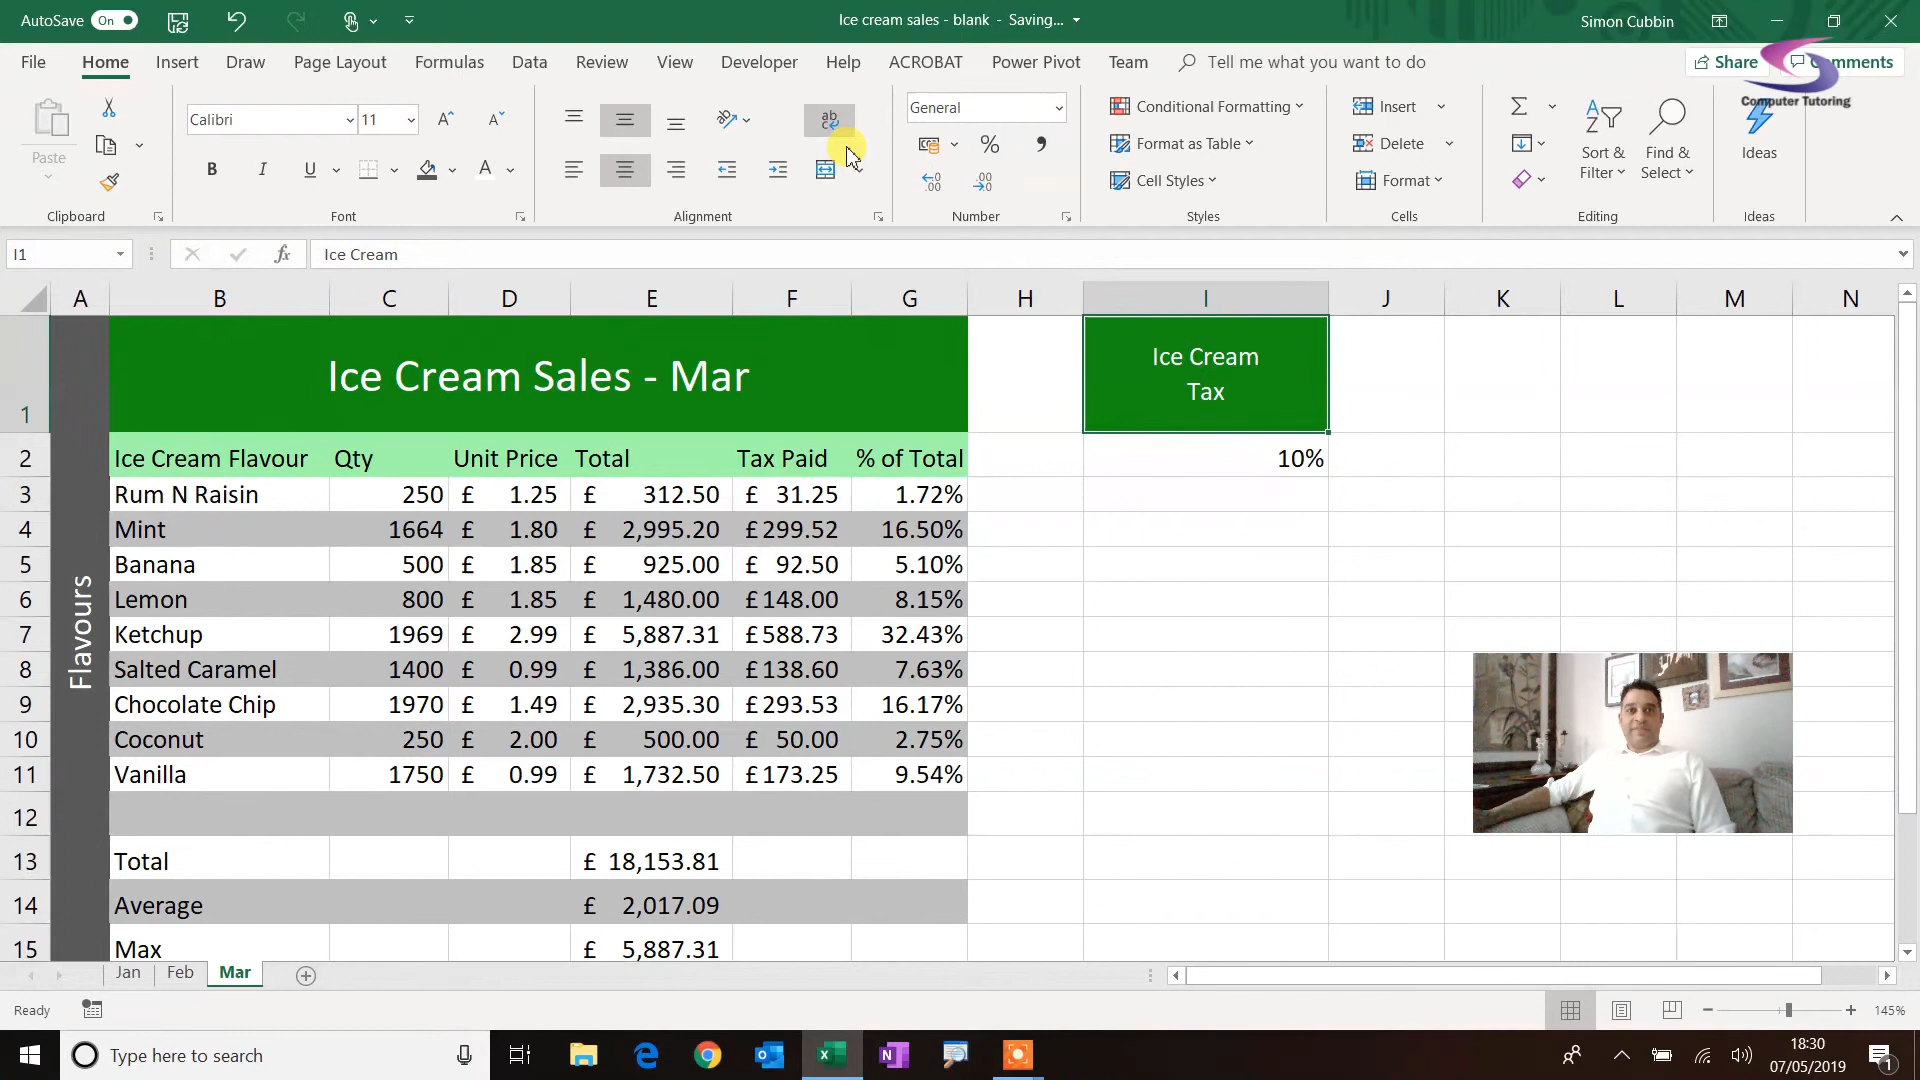 AutoSave On
Ice cream sales - blank - Saving...
Simon Cubbin
File Home Insert Draw Page Layout Formulas Data Review View Developer Help ACROBAT Power Pivot Team Tell me what you want to do Share Comments
Computer Tutoring
Paste
Calibri 11
B I U A
ab
General
% ,
Conditional Formatting
Format as Table
Cell Styles
Insert
Delete
Format
Sort &
Filter
Find &
Select
Ideas
Clipboard Font Alignment Number Styles Cells Editing Ideas
I1 fx Ice Cream
A B C D E F G H I J K L M N
1 Ice Cream Sales - Mar
Ice Cream
Tax
2 Ice Cream Flavour Qty Unit Price Total Tax Paid % of Total 10%
Flavours
3 Rum N Raisin 250 £ 1.25 £ 312.50 £ 31.25 1.72%
4 Mint 1664 £ 1.80 £ 2,995.20 £299.52 16.50%
5 Banana 500 £ 1.85 £ 925.00 £ 92.50 5.10%
6 Lemon 800 £ 1.85 £ 1,480.00 £148.00 8.15%
7 Ketchup 1969 £ 2.99 £ 5,887.31 £588.73 32.43%
8 Salted Caramel 1400 £ 0.99 £ 1,386.00 £138.60 7.63%
9 Chocolate Chip 1970 £ 1.49 £ 2,935.30 £293.53 16.17%
10 Coconut 250 £ 2.00 £ 500.00 £ 50.00 2.75%
11 Vanilla 1750 £ 0.99 £ 1,732.50 £173.25 9.54%
12
13 Total £ 18,153.81
14 Average £ 2,017.09
15 Max £ 5,887.31
Jan Feb Mar
Ready 145%
Type here to search
18:30
07/05/2019
1